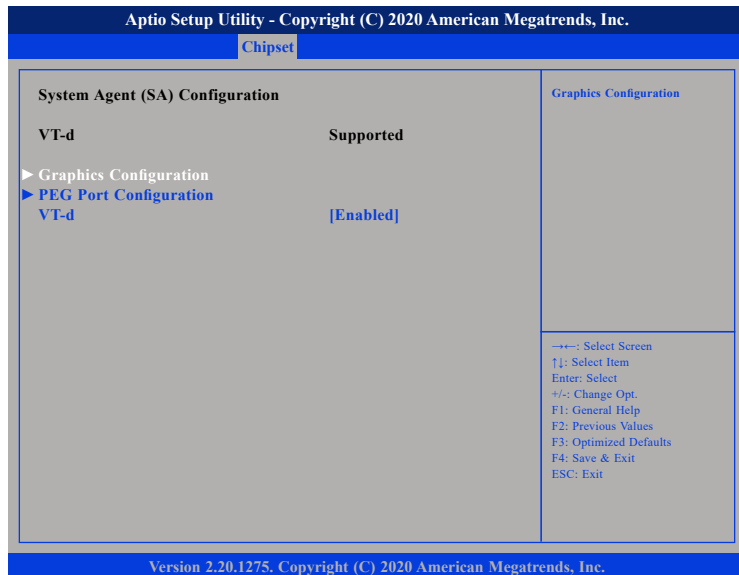 Aptio Setup Utility - Copyright (C) 2020 American Megatrends, Inc.
Chipset
System Agent (SA) Configuration
VT-d Supported
► Graphics Configuration
► PEG Port Configuration
VT-d [Enabled]
Graphics Configuration
→←: Select Screen
↑↓: Select Item
Enter: Select
+/-: Change Opt.
F1: General Help
F2: Previous Values
F3: Optimized Defaults
F4: Save & Exit
ESC: Exit
Version 2.20.1275. Copyright (C) 2020 American Megatrends, Inc.